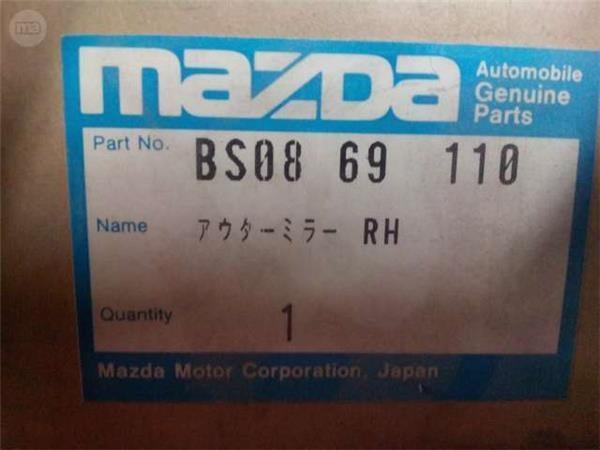 mazda
Automobile
Genuine
Parts
Part No. BS08 69 110
Name アウターミラー RH
Quantity 1
Mazda Motor Corporation, Japan